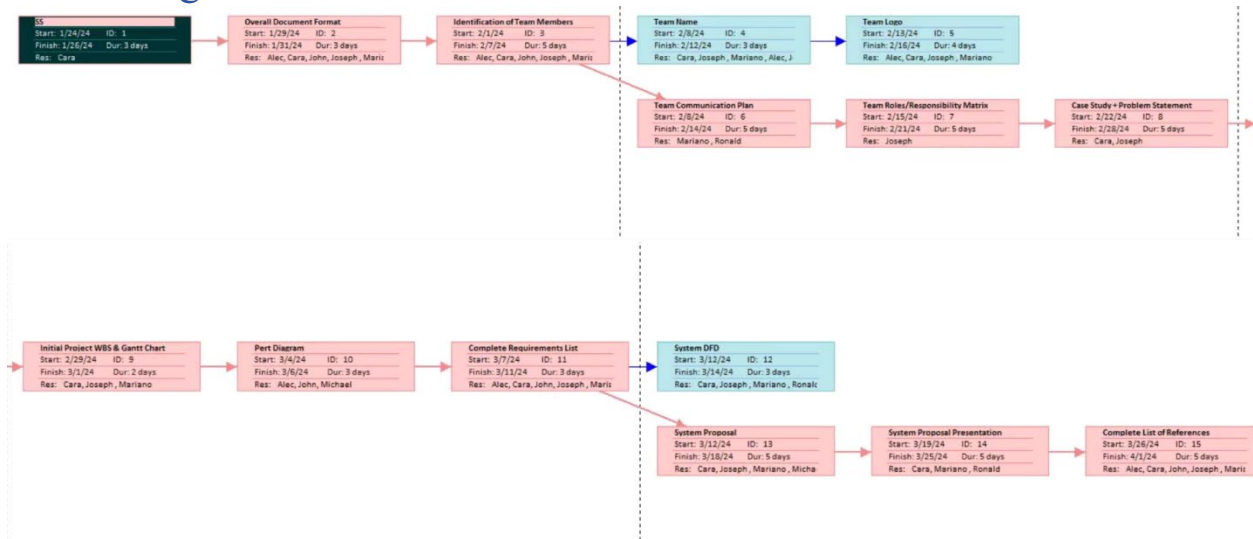 SS
Start: 1/24/24 ID: 1
Finish: 1/26/24 Dur: 3 days
Res: Cara
Overall Document Format
Start: 1/29/24 ID: 2
Finish: 1/31/24 Dur: 3 days
Res: Alec, Cara, John, Joseph , Maris
Identification of Team Members
Start: 2/1/24 ID: 3
Finish: 2/7/24 Dur: 5 days
Res: Alec, Cara, John, Joseph , Maris
Team Name
Start: 2/8/24 ID: 4
Finish: 2/12/24 Dur: 3 days
Res: Cara, Joseph , Mariano , Alec, J
Team Logo
Start: 2/13/24 ID: 5
Finish: 2/16/24 Dur: 4 days
Res: Alec, Cara, Joseph , Mariano
Team Communication Plan
Start: 2/8/24 ID: 6
Finish: 2/14/24 Dur: 5 days
Res: Mariano , Ronald
Team Roles/Responsibility Matrix
Start: 2/15/24 ID: 7
Finish: 2/21/24 Dur: 5 days
Res: Joseph
Case Study + Problem Statement
Start: 2/22/24 ID: 8
Finish: 2/28/24 Dur: 5 days
Res: Cara, Joseph
Initial Project WBS & Gantt Chart
Start: 2/29/24 ID: 9
Finish: 3/1/24 Dur: 2 days
Res: Cara, Joseph , Mariano
Pert Diagram
Start: 3/4/24 ID: 10
Finish: 3/6/24 Dur: 3 days
Res: Alec, John, Michael
Complete Requirements List
Start: 3/7/24 ID: 11
Finish: 3/11/24 Dur: 3 days
Res: Alec, Cara, John, Joseph , Maris
System DFD
Start: 3/12/24 ID: 12
Finish: 3/14/24 Dur: 3 days
Res: Cara, Joseph , Mariano , Ronalc
System Proposal
Start: 3/12/24 ID: 13
Finish: 3/18/24 Dur: 5 days
Res: Cara, Joseph , Mariano , Micha
System Proposal Presentation
Start: 3/19/24 ID: 14
Finish: 3/25/24 Dur: 5 days
Res: Cara, Mariano , Ronald
Complete List of References
Start: 3/26/24 ID: 15
Finish: 4/1/24 Dur: 5 days
Res: Alec, Cara, John, Joseph , Maris